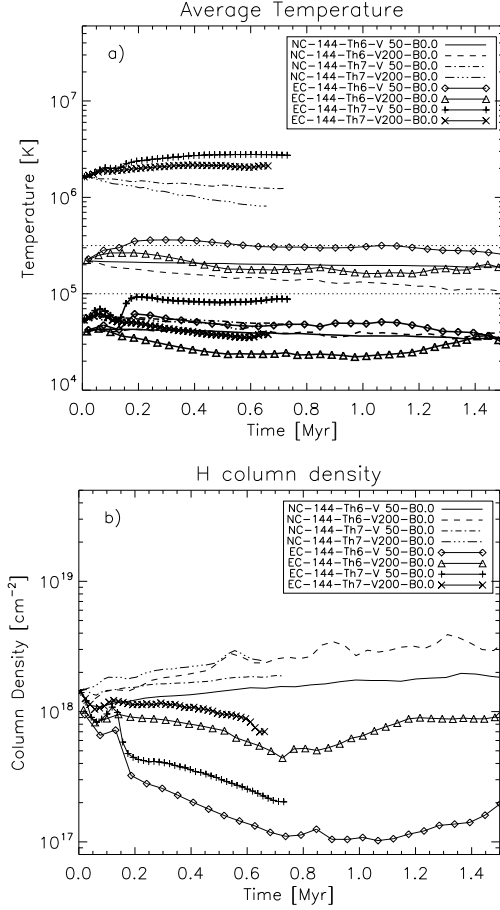 Average Temperature
a)
NC-144-Th6-V 50-B0.0
NC-144-Th6-V200-B0.0
NC-144-Th7-V 50-B0.0
NC-144-Th7-V200-B0.0
EC-144-Th6-V 50-B0.0
EC-144-Th6-V200-B0.0
EC-144-Th7-V 50-B0.0
EC-144-Th7-V200-B0.0
Temperature [K]
10^7
10^6
10^5
10^4
0.0 0.2 0.4 0.6 0.8 1.0 1.2 1.4
Time [Myr]
H column density
b)
NC-144-Th6-V 50-B0.0
NC-144-Th6-V200-B0.0
NC-144-Th7-V 50-B0.0
NC-144-Th7-V200-B0.0
EC-144-Th6-V 50-B0.0
EC-144-Th6-V200-B0.0
EC-144-Th7-V 50-B0.0
EC-144-Th7-V200-B0.0
Column Density [cm^-2]
10^19
10^18
10^17
0.0 0.2 0.4 0.6 0.8 1.0 1.2 1.4
Time [Myr]